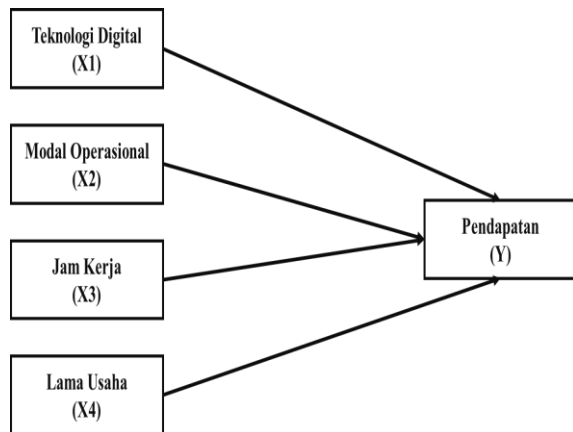 Teknologi Digital
(X1)
Modal Operasional
(X2)
Pendapatan
(Y)
Jam Kerja
(X3)
Lama Usaha
(X4)